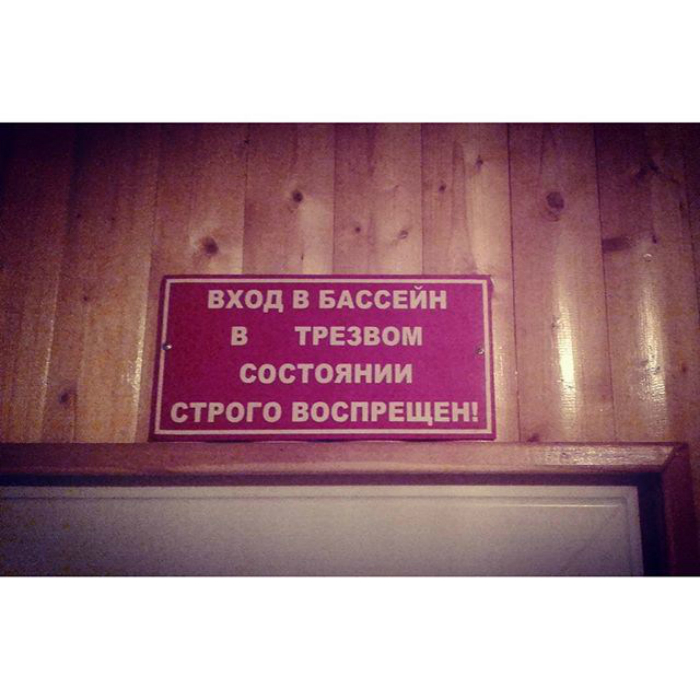 ВХОД В БАССЕЙН
В ТРЕЗВОМ
СОСТОЯНИИ
СТРОГО ВОСПРЕЩЕН!